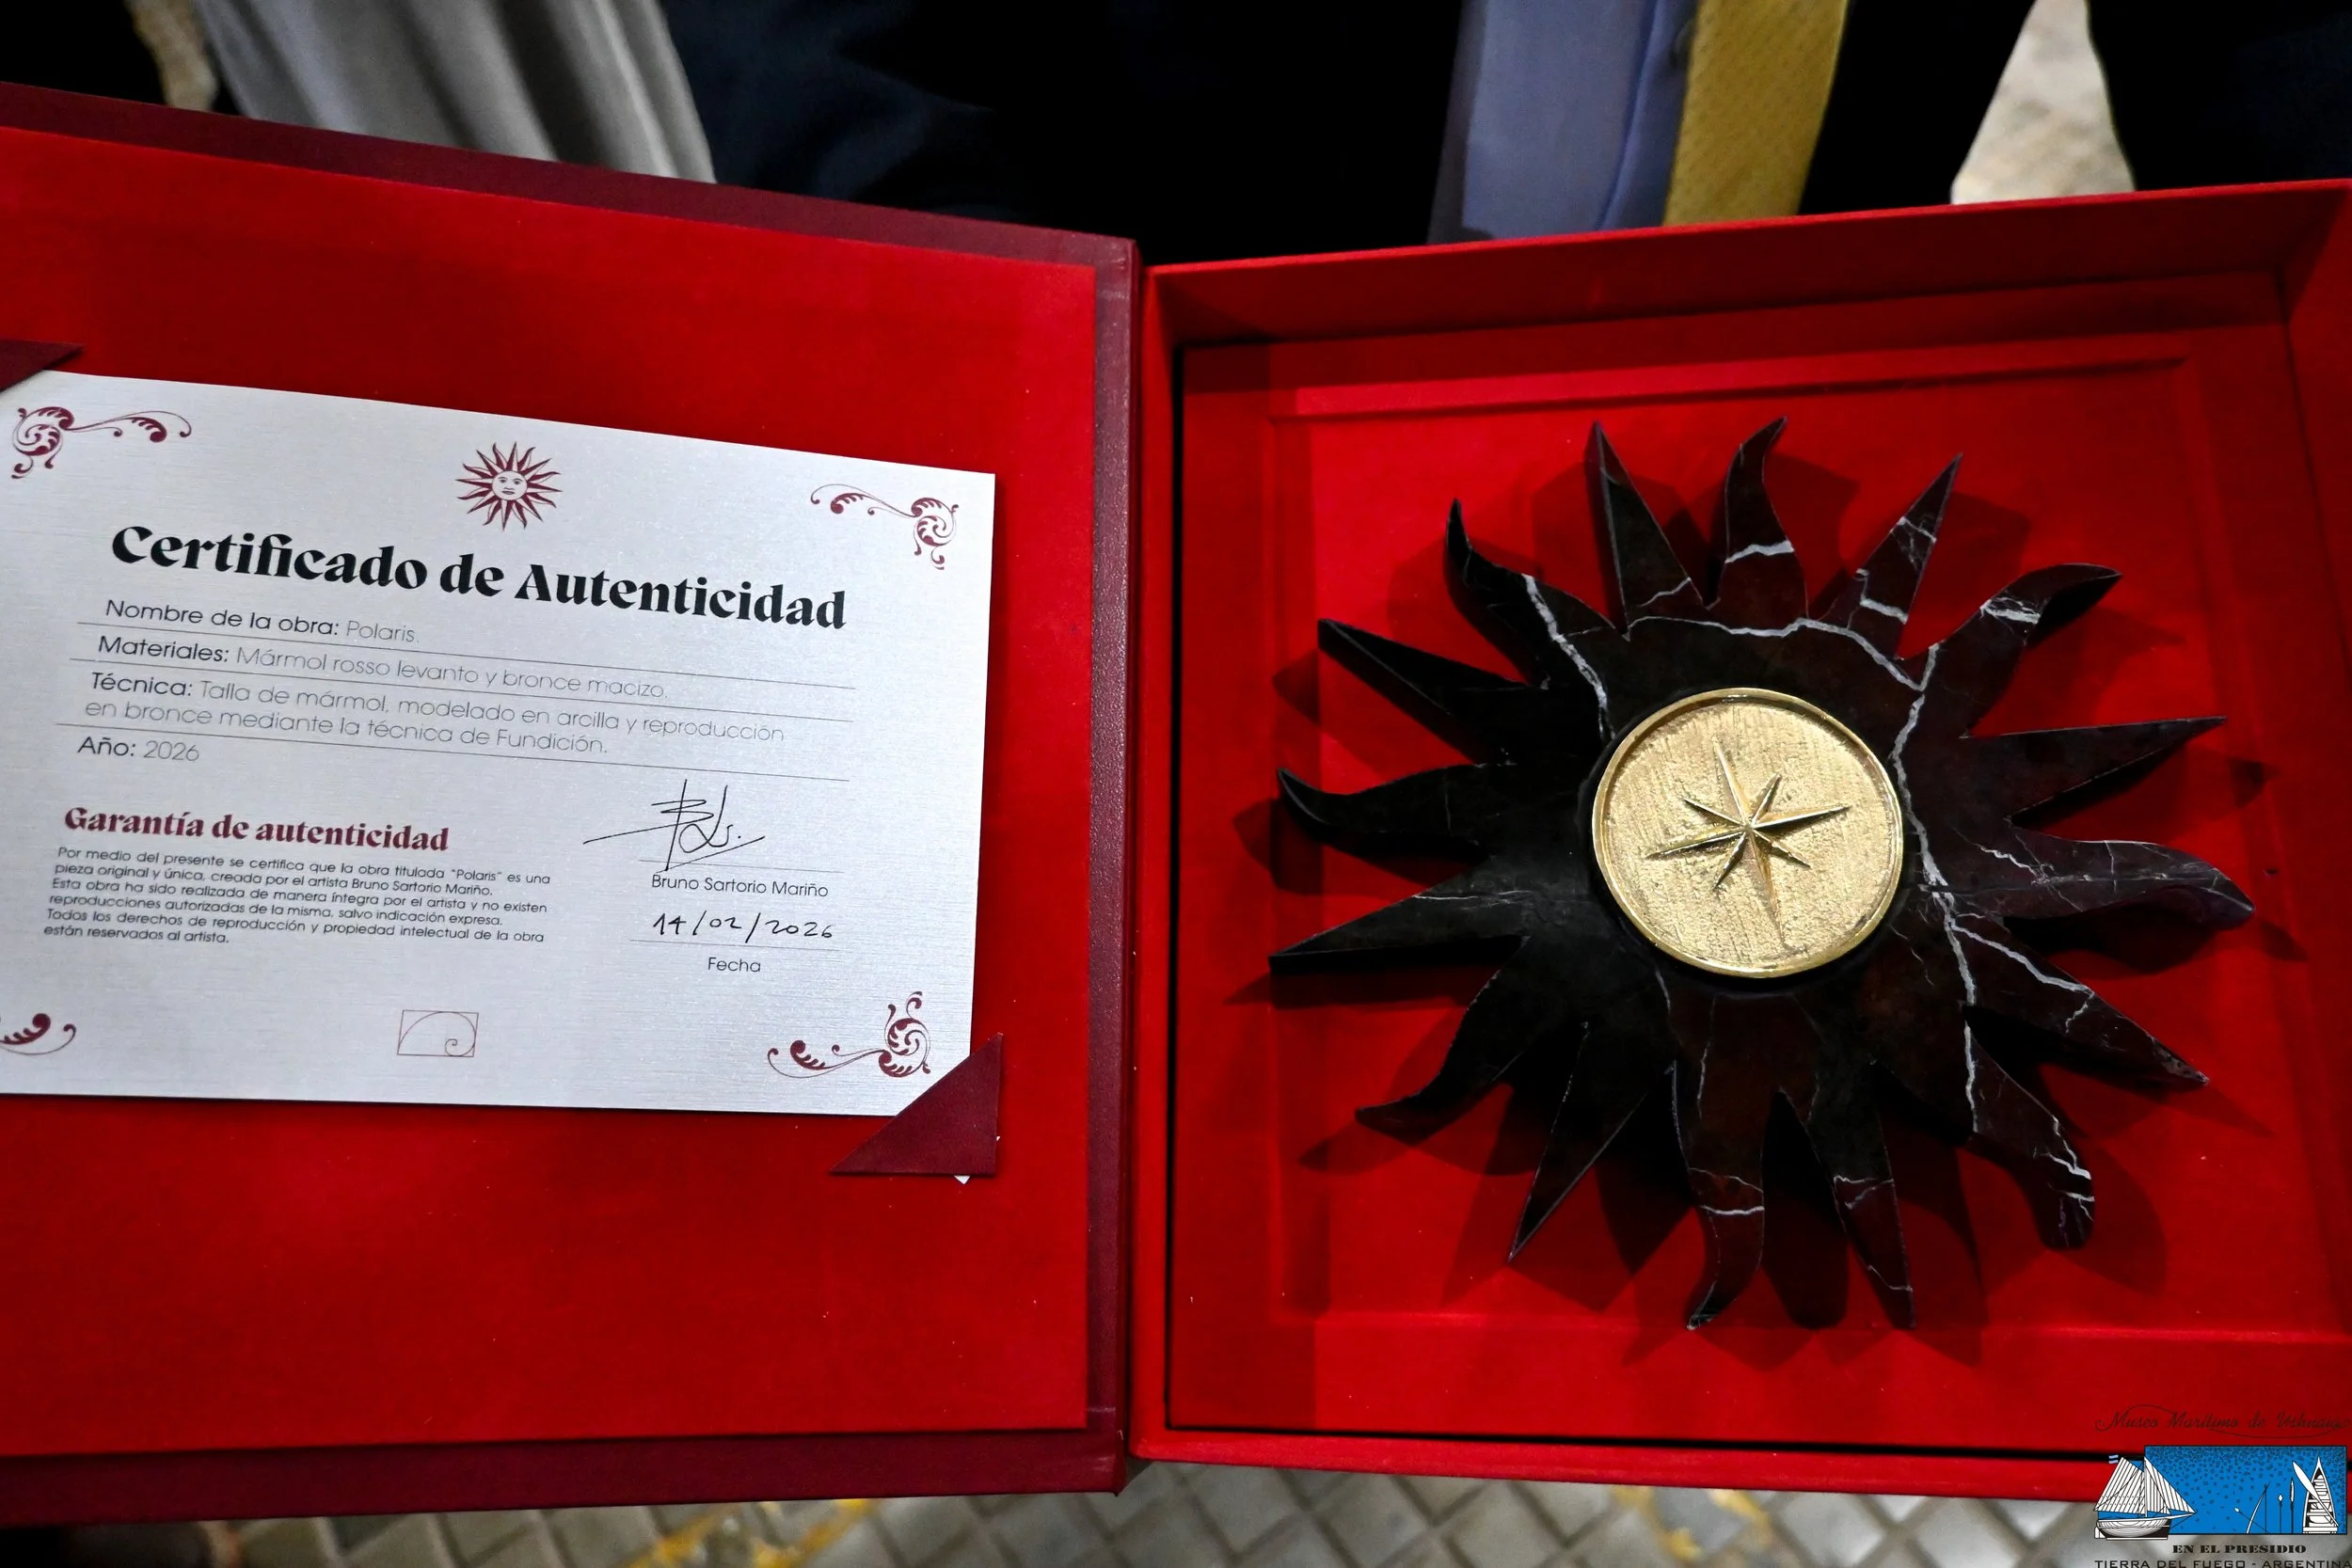 Certificado de Autenticidad
Nombre de la obra: Polaris.
Materiales: Mármol rosso levanto y bronce macizo.
Técnica: Talla de mármol, modelado en arcilla y reproducción
en bronce mediante la técnica de Fundición.
Año: 2026
Garantía de autenticidad
Por medio del presente se certifica que la obra titulada "Polaris" es una
pieza original y única, creada por el artista Bruno Sartorio Mariño.
Esta obra ha sido realizada de manera íntegra por el artista y no existen
reproducciones autorizadas de la misma, salvo indicación expresa.
Todos los derechos de reproducción y propiedad intelectual de la obra
están reservados al artista.
Bruno Sartorio Mariño
14/02/2026
Fecha
Museo Marítimo de Ushuaia
EN EL PRESIDIO
TIERRA DEL FUEGO - ARGENTINA